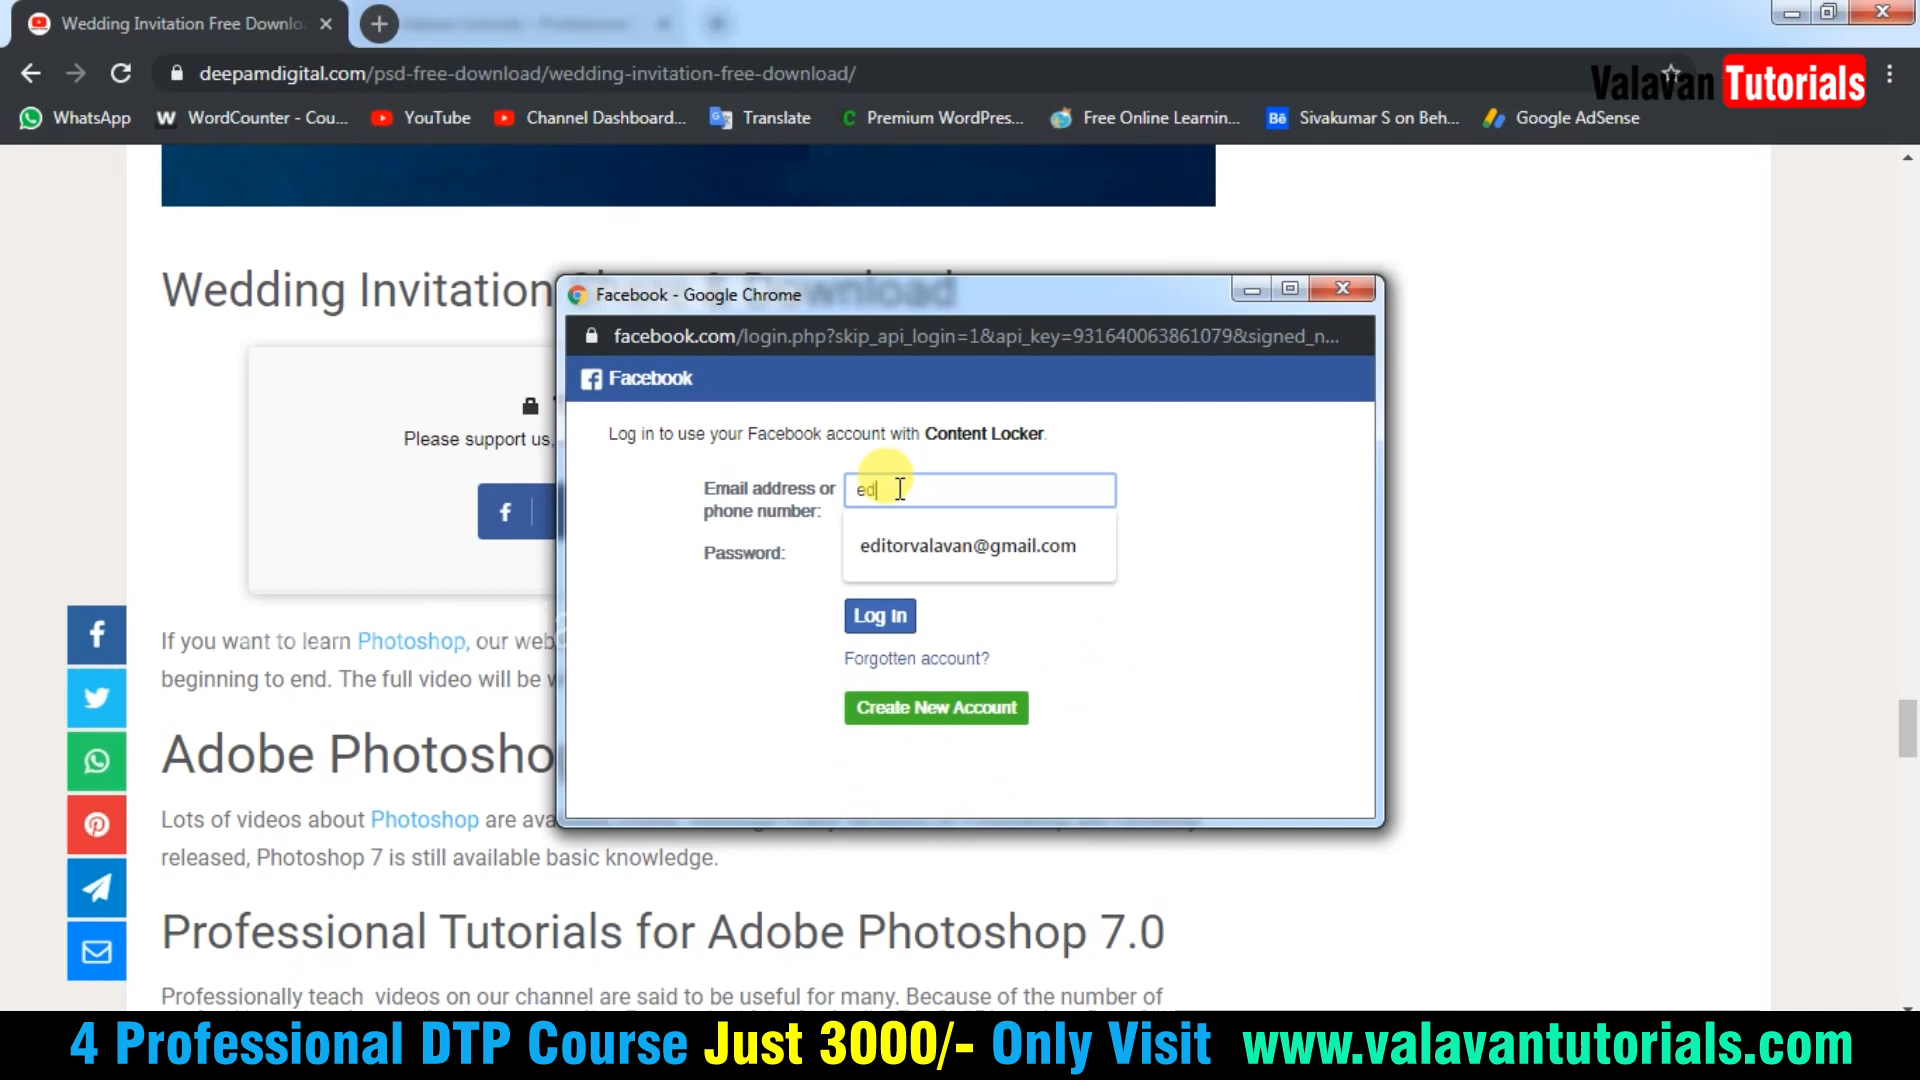 Wedding Invitation Free Downlo
deepamdigital.com/psd-free-download/wedding-invitation-free-download/
Valavan Tutorials
WhatsApp
W WordCounter - Cou...
YouTube
Channel Dashboard...
Translate
C Premium WordPres...
Free Online Learnin...
Bē Sivakumar S on Beh...
Google AdSense
Wedding Invitation
Download
Please support us,
Facebook - Google Chrome
facebook.com/login.php?skip_api_login=1&api_key=931640063861079&signed_n...
Facebook
Log in to use your Facebook account with Content Locker.
Email address or
phone number:
ed
editorvalavan@gmail.com
Password:
Log In
Forgotten account?
Create New Account
If you want to learn Photoshop, our web
beginning to end. The full video will be
Adobe Photosho
Lots of videos about Photoshop are ava
released, Photoshop 7 is still available basic knowledge.
Professional Tutorials for Adobe Photoshop 7.0
Professionally teach videos on our channel are said to be useful for many. Because of the number of
4 Professional DTP Course Just 3000/- Only Visit www.valavantutorials.com